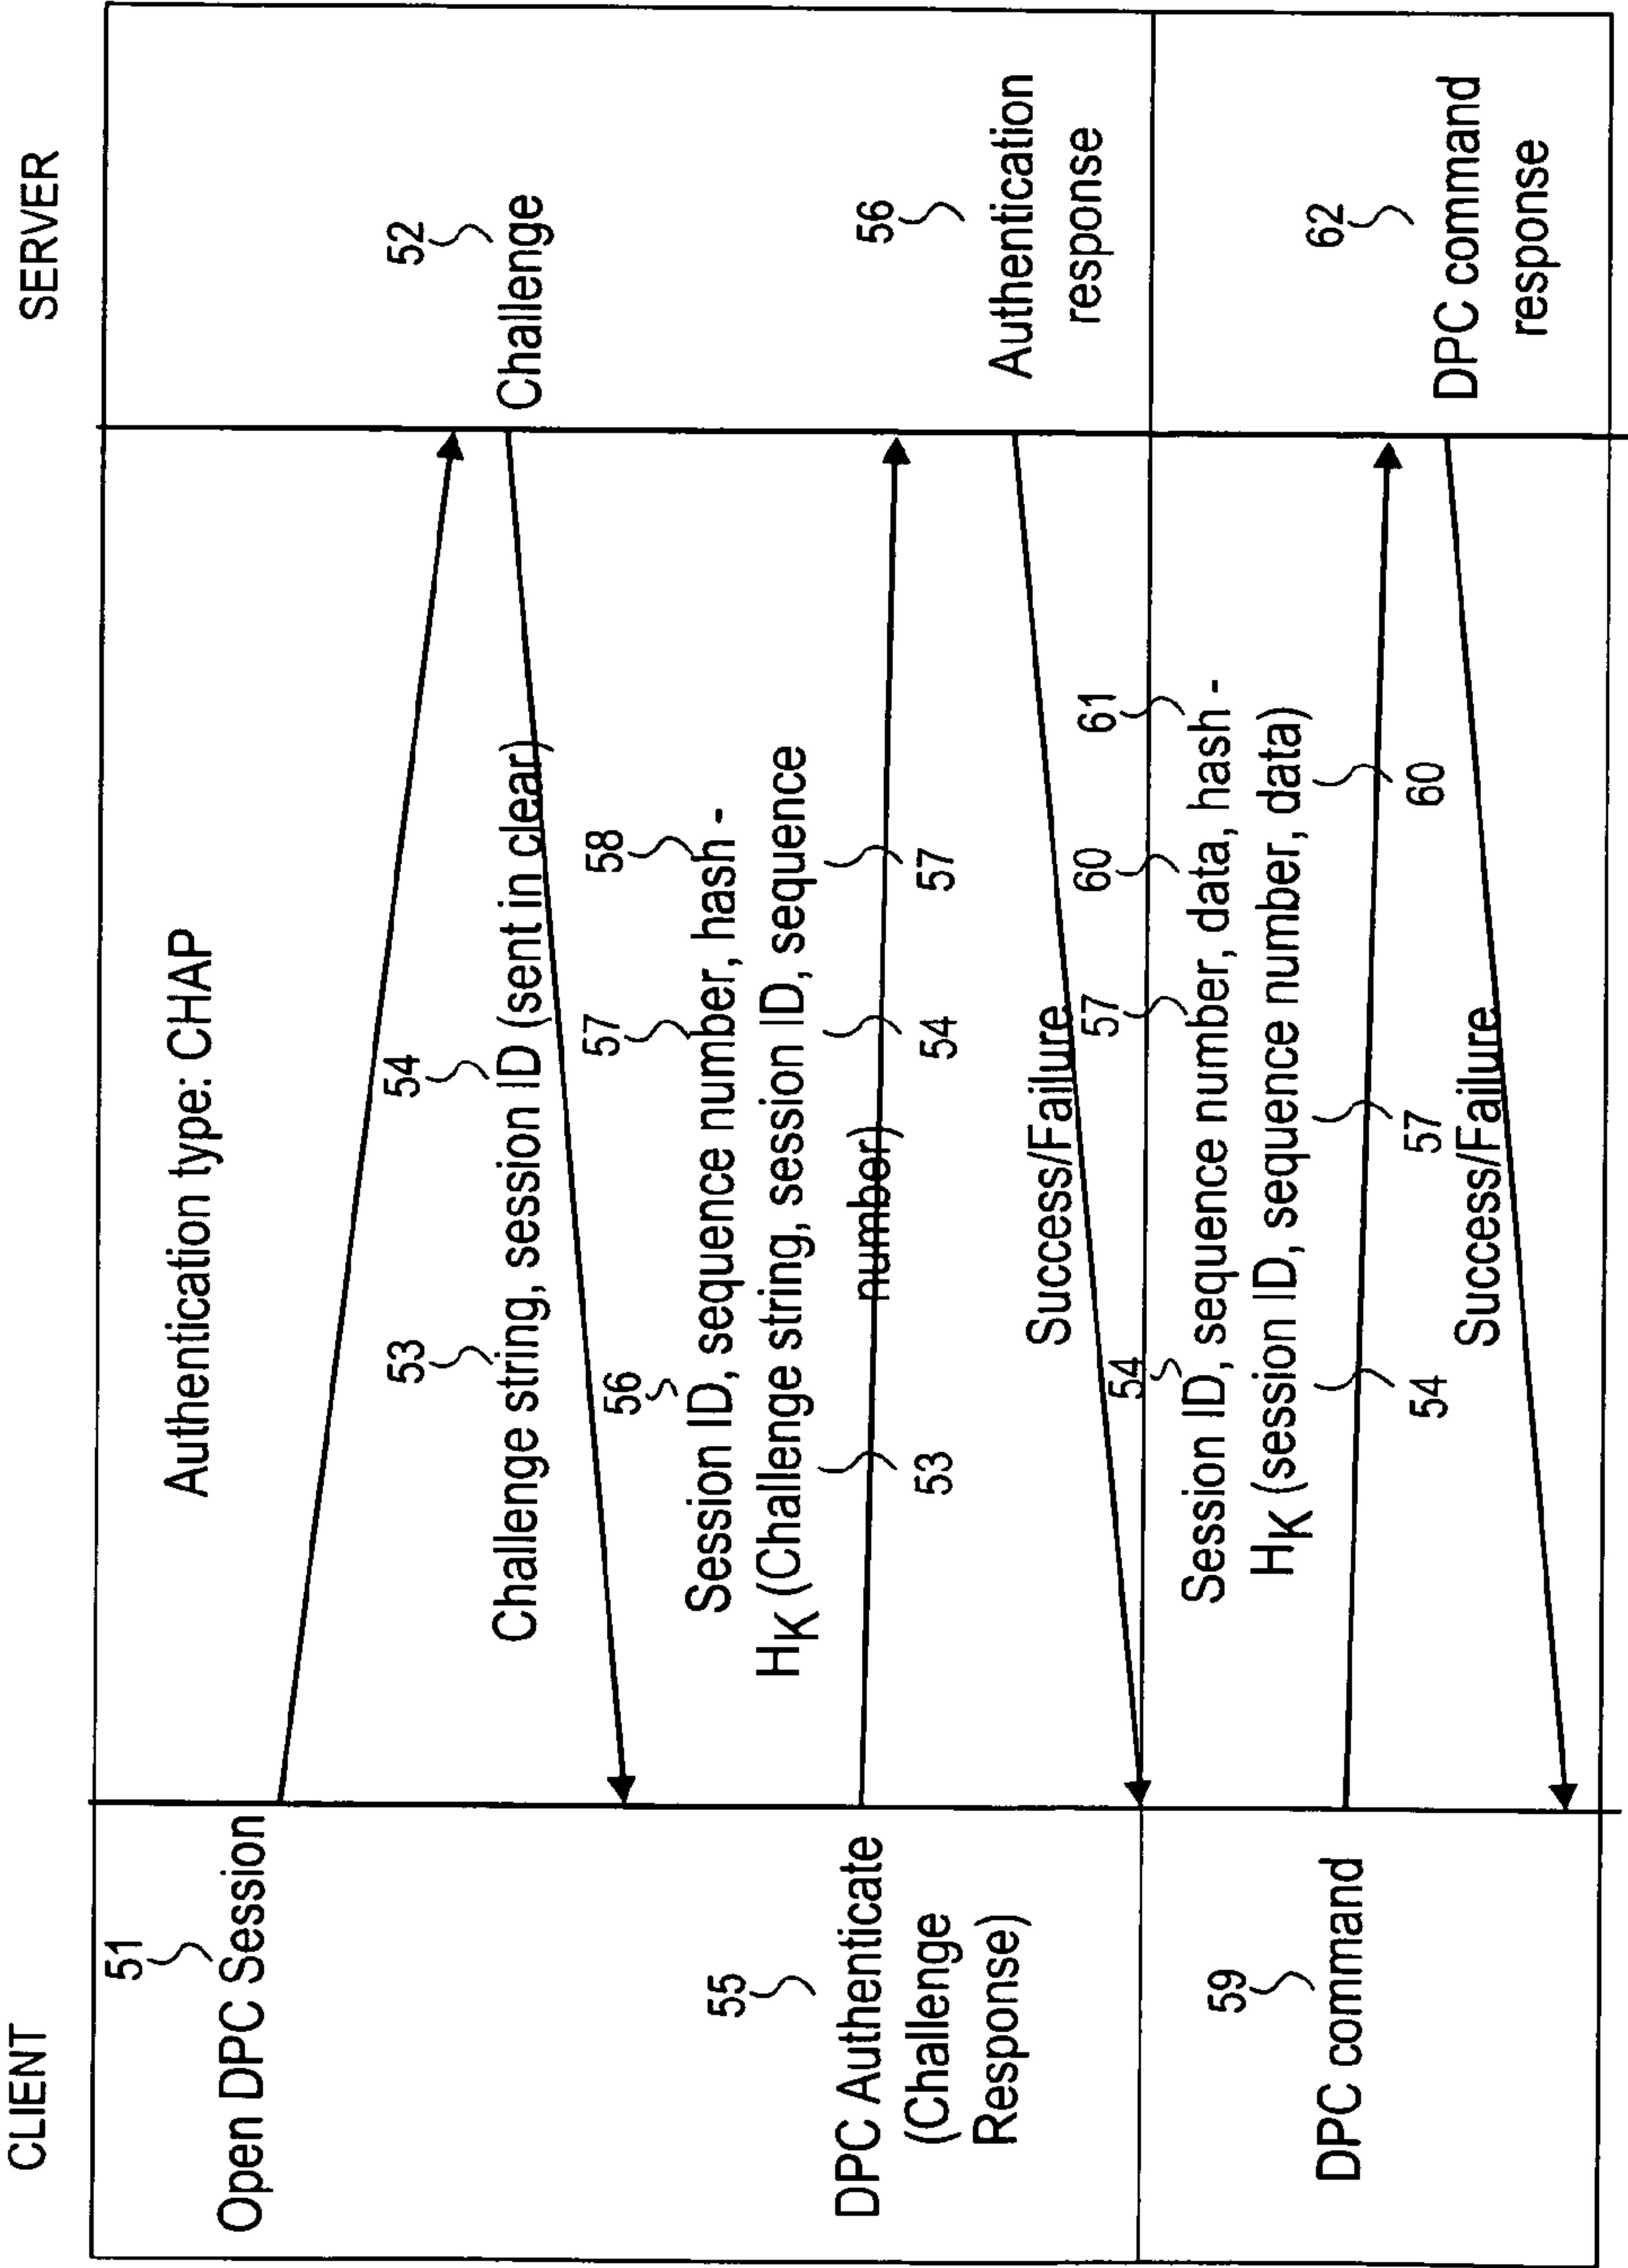 CLIENT
SERVER
51
Open DPC Session
Authentication type: CHAP
52
Challenge
53
54
Challenge string, session ID (sent in clear)
55
DPC Authenticate
(Challenge
Response)
56
57
58
Session ID, sequence number, hash -
HK (Challenge string, session ID, sequence
number)
53
54
57
56
Authentication
response
Success/Failure
59
DPC command
54
57
60
61
Session ID, sequence number, data, hash -
HK (session ID, sequence number, data)
54
57
60
62
DPC command
response
Success/Failure